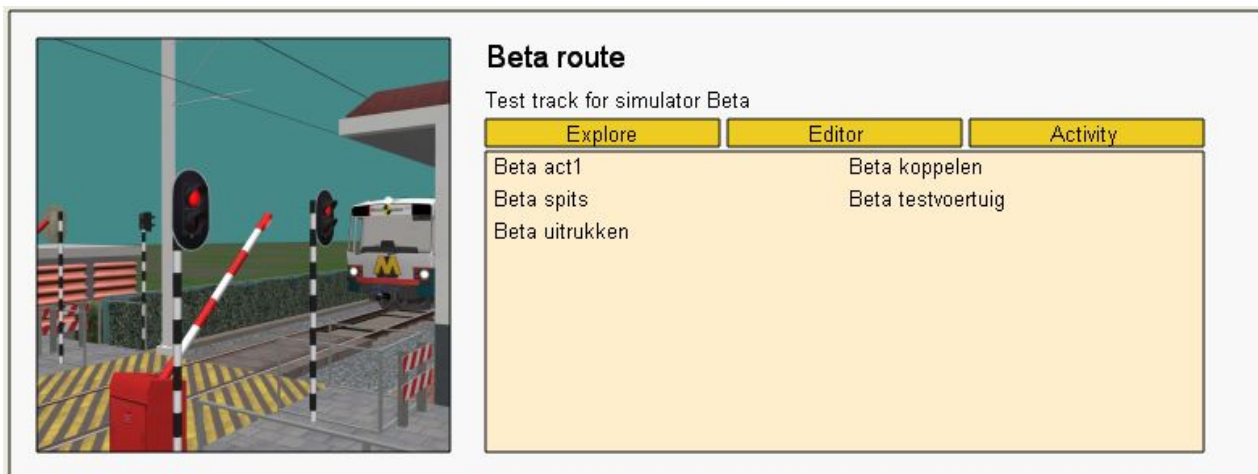 Beta route
Test track for simulator Beta
Explore Editor Activity
Beta act1 Beta koppelen
Beta spits Beta testvoertuig
Beta uitrukken
M